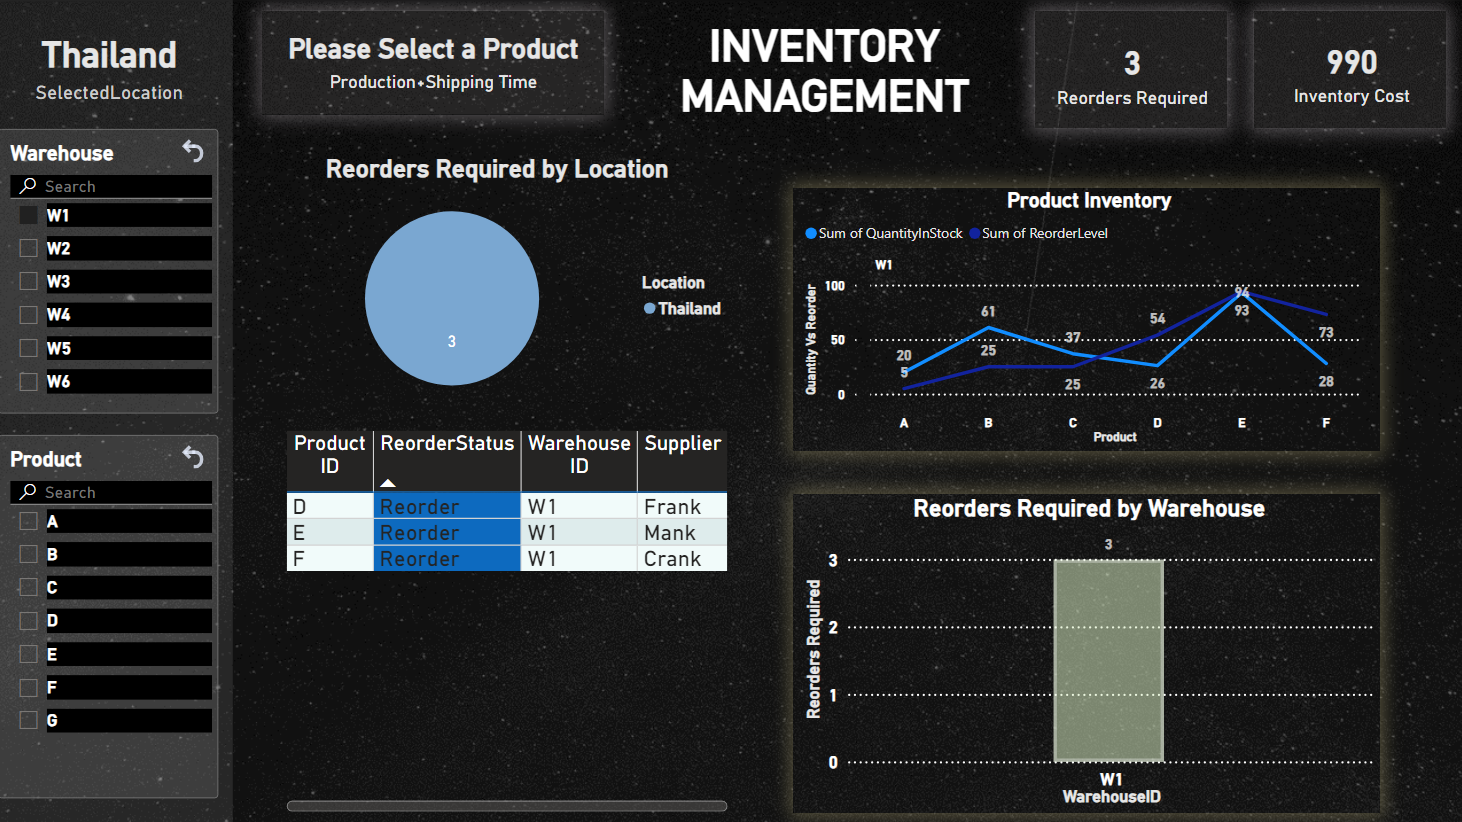 Thailand
SelectedLocation
Please Select a Product
Production+Shipping Time
INVENTORY
MANAGEMENT
3
Reorders Required
990
Inventory Cost
Warehouse
Search
W1
W2
W3
W4
W5
W6
Product
Search
A
B
C
D
E
F
G
Reorders Required by Location
3
Location
Thailand
Product ID ReorderStatus Warehouse ID Supplier
D Reorder W1 Frank
E Reorder W1 Mank
F Reorder W1 Crank
Product Inventory
Sum of QuantityInStock Sum of ReorderLevel
W1
Quantity Vs Reorder
100
50
0
20 61 37 54 94 73
5 25 25 26 93 28
A B C D E F
Product
Reorders Required by Warehouse
Reorders Required
3
3
2
1
0
W1
WarehouseID